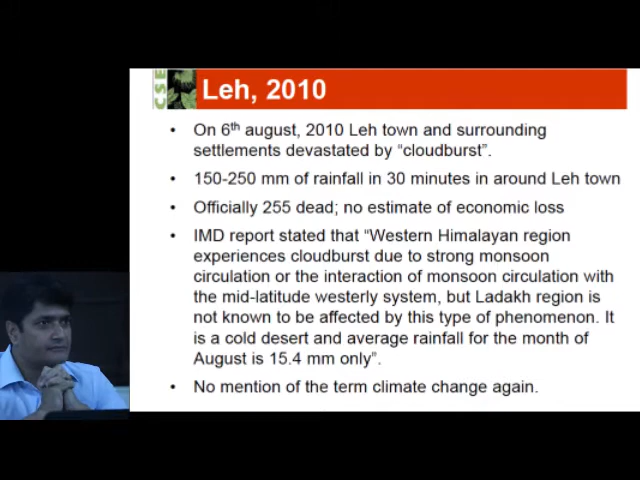 CSE
Leh, 2010
• On 6th august, 2010 Leh town and surrounding
settlements devastated by “cloudburst”.
• 150-250 mm of rainfall in 30 minutes in around Leh town
• Officially 255 dead; no estimate of economic loss
• IMD report stated that “Western Himalayan region
experiences cloudburst due to strong monsoon
circulation or the interaction of monsoon circulation with
the mid-latitude westerly system, but Ladakh region is
not known to be affected by this type of phenomenon. It
is a cold desert and average rainfall for the month of
August is 15.4 mm only”.
• No mention of the term climate change again.